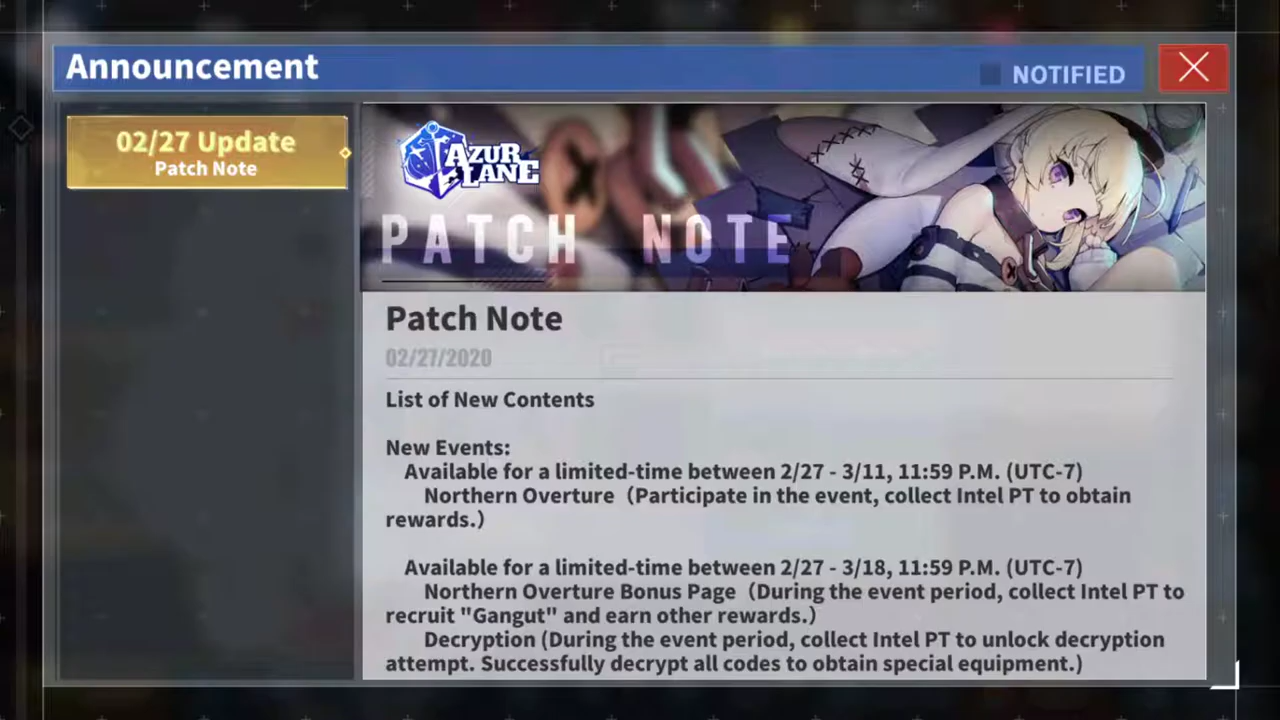 Announcement
NOTIFIED
02/27 Update
Patch Note
AZUR
LANE
PATCH NOTE
Patch Note
02/27/2020
List of New Contents
New Events:
Available for a limited-time between 2/27 - 3/11, 11:59 P.M. (UTC-7)
Northern Overture（Participate in the event, collect Intel PT to obtain
rewards.）
Available for a limited-time between 2/27 - 3/18, 11:59 P.M. (UTC-7)
Northern Overture Bonus Page（During the event period, collect Intel PT to
recruit "Gangut" and earn other rewards.）
Decryption (During the event period, collect Intel PT to unlock decryption
attempt. Successfully decrypt all codes to obtain special equipment.)